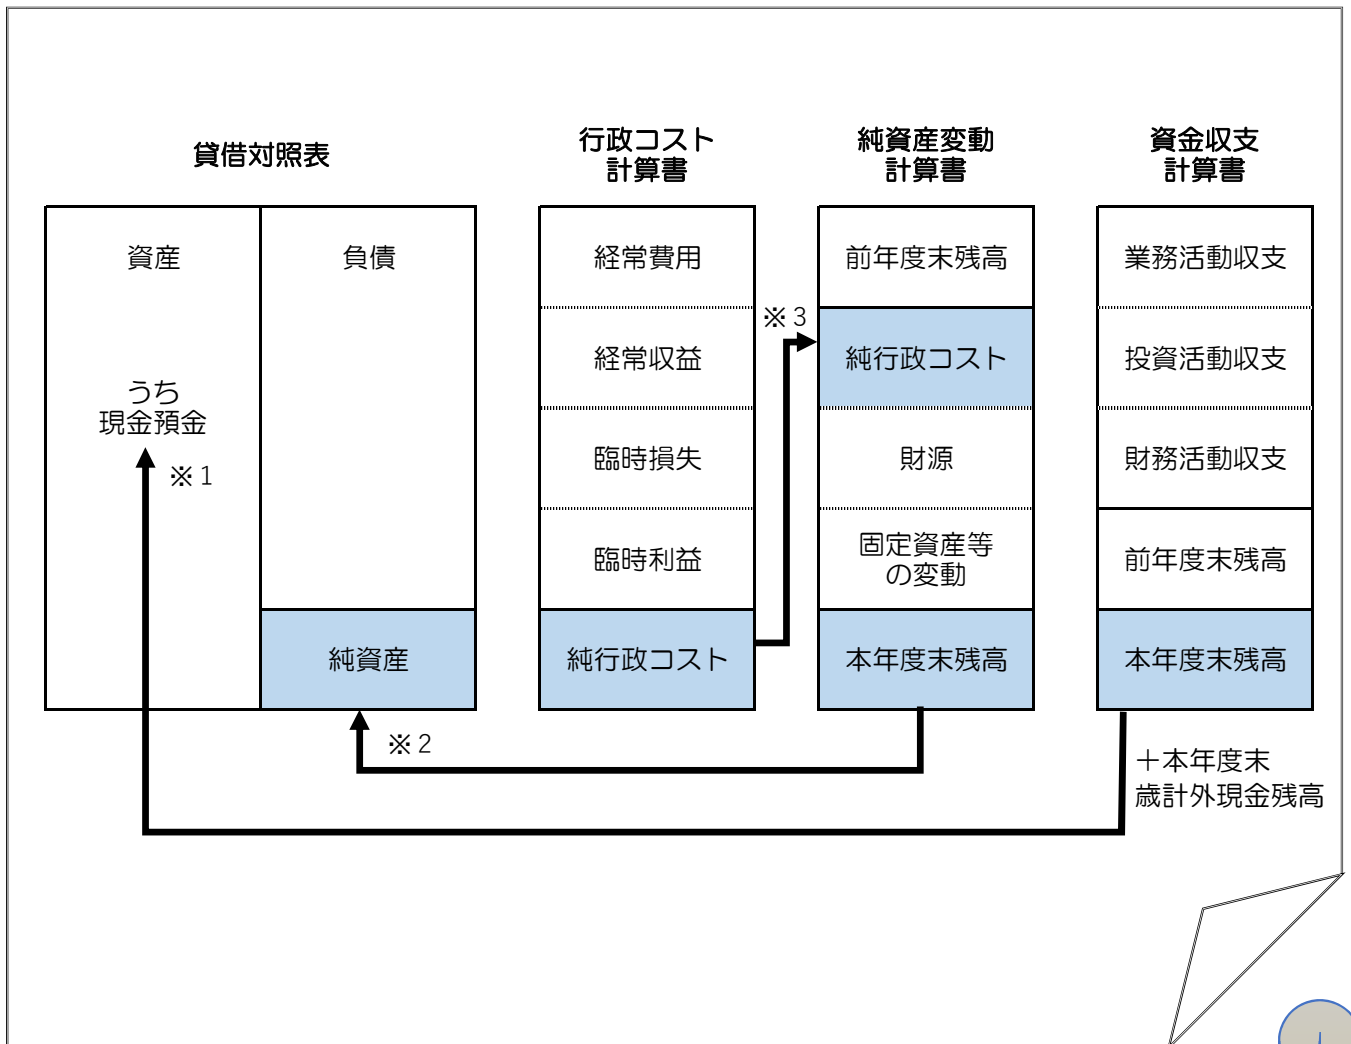 貸借対照表
資産
負債
うち
現金預金
※1
純資産
※2
行政コスト
計算書
経常費用
経常収益
臨時損失
臨時利益
純行政コスト
※3
純資産変動
計算書
前年度末残高
純行政コスト
財源
固定資産等
の変動
本年度末残高
資金収支
計算書
業務活動収支
投資活動収支
財務活動収支
前年度末残高
本年度末残高
＋本年度末
歳計外現金残高